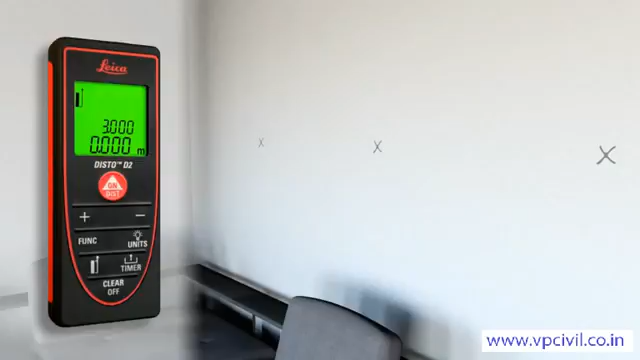 Leica
3.000
0.000 m
DISTO™ D2
ON
DIST
+ −
FUNC UNITS
TIMER
CLEAR
OFF
X X X
www.vpcivil.co.in